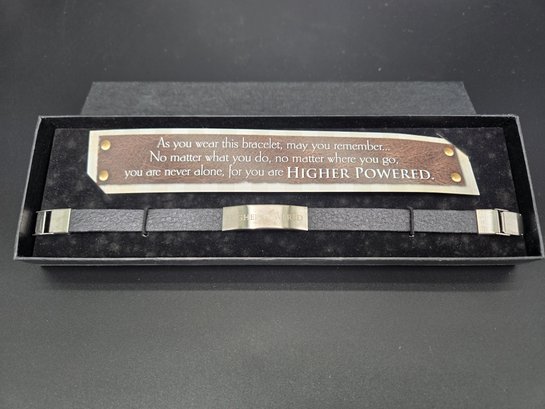 As you wear this bracelet, may you remember...
No matter what you do, no matter where you go,
you are never alone, for you are HIGHER POWERED.